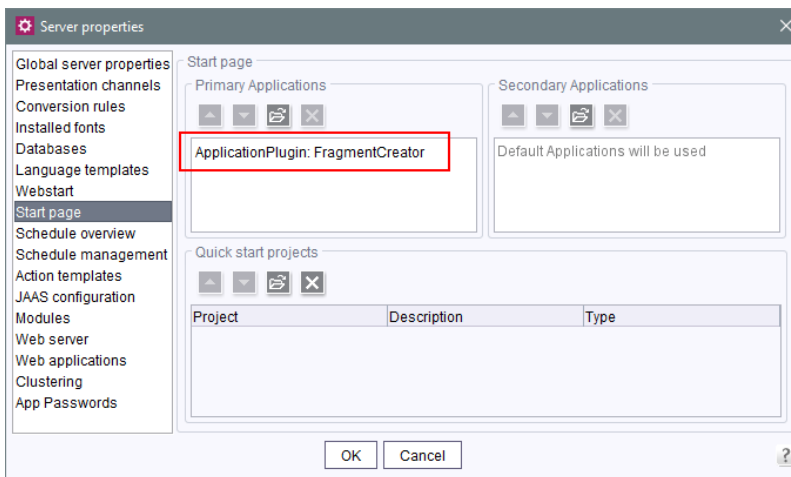 Server properties
Global server properties
Presentation channels
Conversion rules
Installed fonts
Databases
Language templates
Webstart
Start page
Schedule overview
Schedule management
Action templates
JAAS configuration
Modules
Web server
Web applications
Clustering
App Passwords
Start page
Primary Applications
ApplicationPlugin: FragmentCreator
Secondary Applications
Default Applications will be used
Quick start projects
Project Description Type
OK Cancel
?